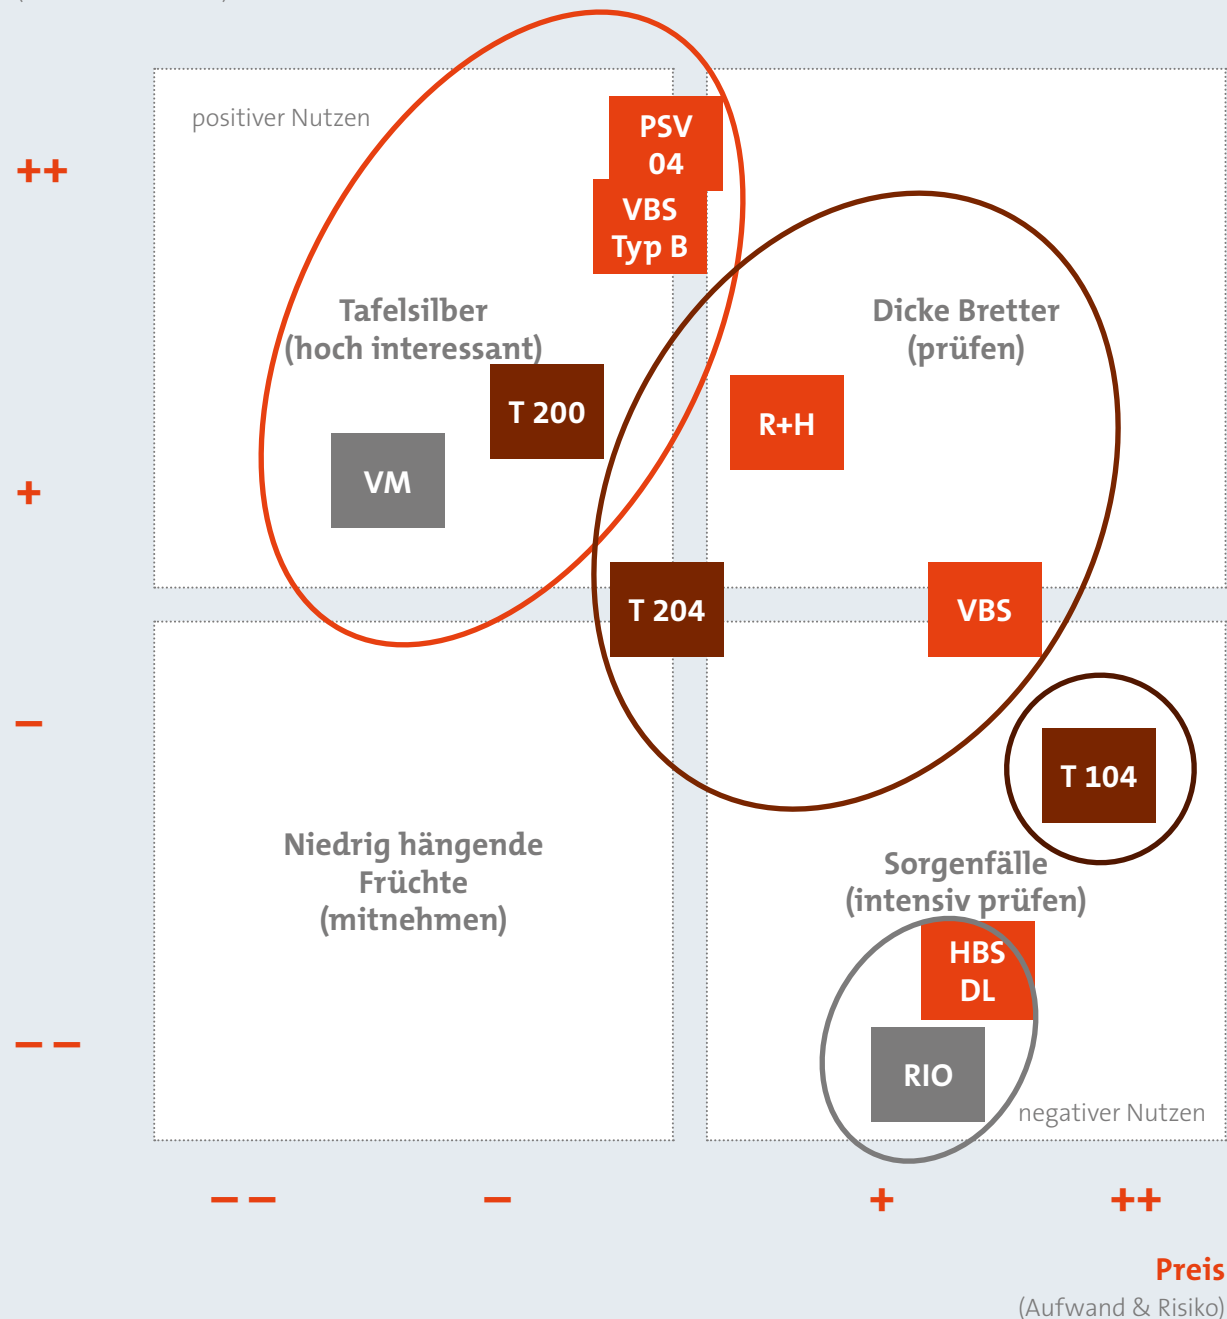 positiver Nutzen
++
PSV
04
VBS
Typ B
Tafelsilber
(hoch interessant)
Dicke Bretter
(prüfen)
T 200
R+H
VM
+
T 204
VBS
–
T 104
Niedrig hängende
Früchte
(mitnehmen)
Sorgenfälle
(intensiv prüfen)
HBS
DL
– –
RIO
negativer Nutzen
– –
–
+
++
Preis
(Aufwand & Risiko)